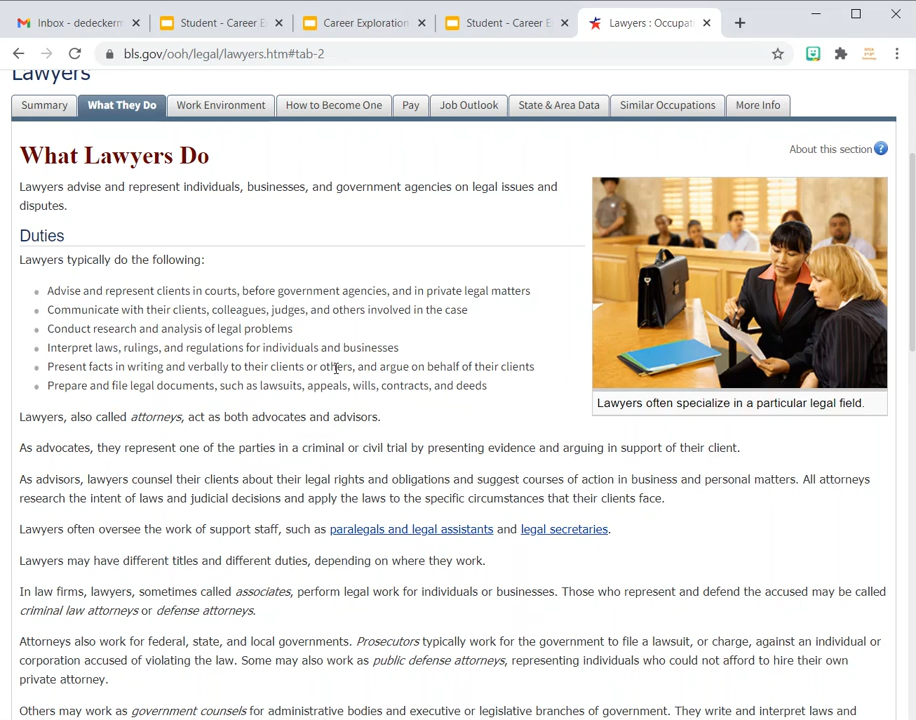 Inbox - dedeckerm
Student - Career E
Career Exploration
Student - Career E
Lawyers : Occupati
bls.gov/ooh/legal/lawyers.htm#tab-2
Lawyers
Summary
What They Do
Work Environment
How to Become One
Pay
Job Outlook
State & Area Data
Similar Occupations
More Info
What Lawyers Do
About this section ?
Lawyers advise and represent individuals, businesses, and government agencies on legal issues and
disputes.
Duties
Lawyers typically do the following:
Advise and represent clients in courts, before government agencies, and in private legal matters
Communicate with their clients, colleagues, judges, and others involved in the case
Conduct research and analysis of legal problems
Interpret laws, rulings, and regulations for individuals and businesses
Present facts in writing and verbally to their clients or others, and argue on behalf of their clients
Prepare and file legal documents, such as lawsuits, appeals, wills, contracts, and deeds
Lawyers often specialize in a particular legal field.
Lawyers, also called attorneys, act as both advocates and advisors.
As advocates, they represent one of the parties in a criminal or civil trial by presenting evidence and arguing in support of their client.
As advisors, lawyers counsel their clients about their legal rights and obligations and suggest courses of action in business and personal matters. All attorneys
research the intent of laws and judicial decisions and apply the laws to the specific circumstances that their clients face.
Lawyers often oversee the work of support staff, such as paralegals and legal assistants and legal secretaries.
Lawyers may have different titles and different duties, depending on where they work.
In law firms, lawyers, sometimes called associates, perform legal work for individuals or businesses. Those who represent and defend the accused may be called
criminal law attorneys or defense attorneys.
Attorneys also work for federal, state, and local governments. Prosecutors typically work for the government to file a lawsuit, or charge, against an individual or
corporation accused of violating the law. Some may also work as public defense attorneys, representing individuals who could not afford to hire their own
private attorney.
Others may work as government counsels for administrative bodies and executive or legislative branches of government. They write and interpret laws and